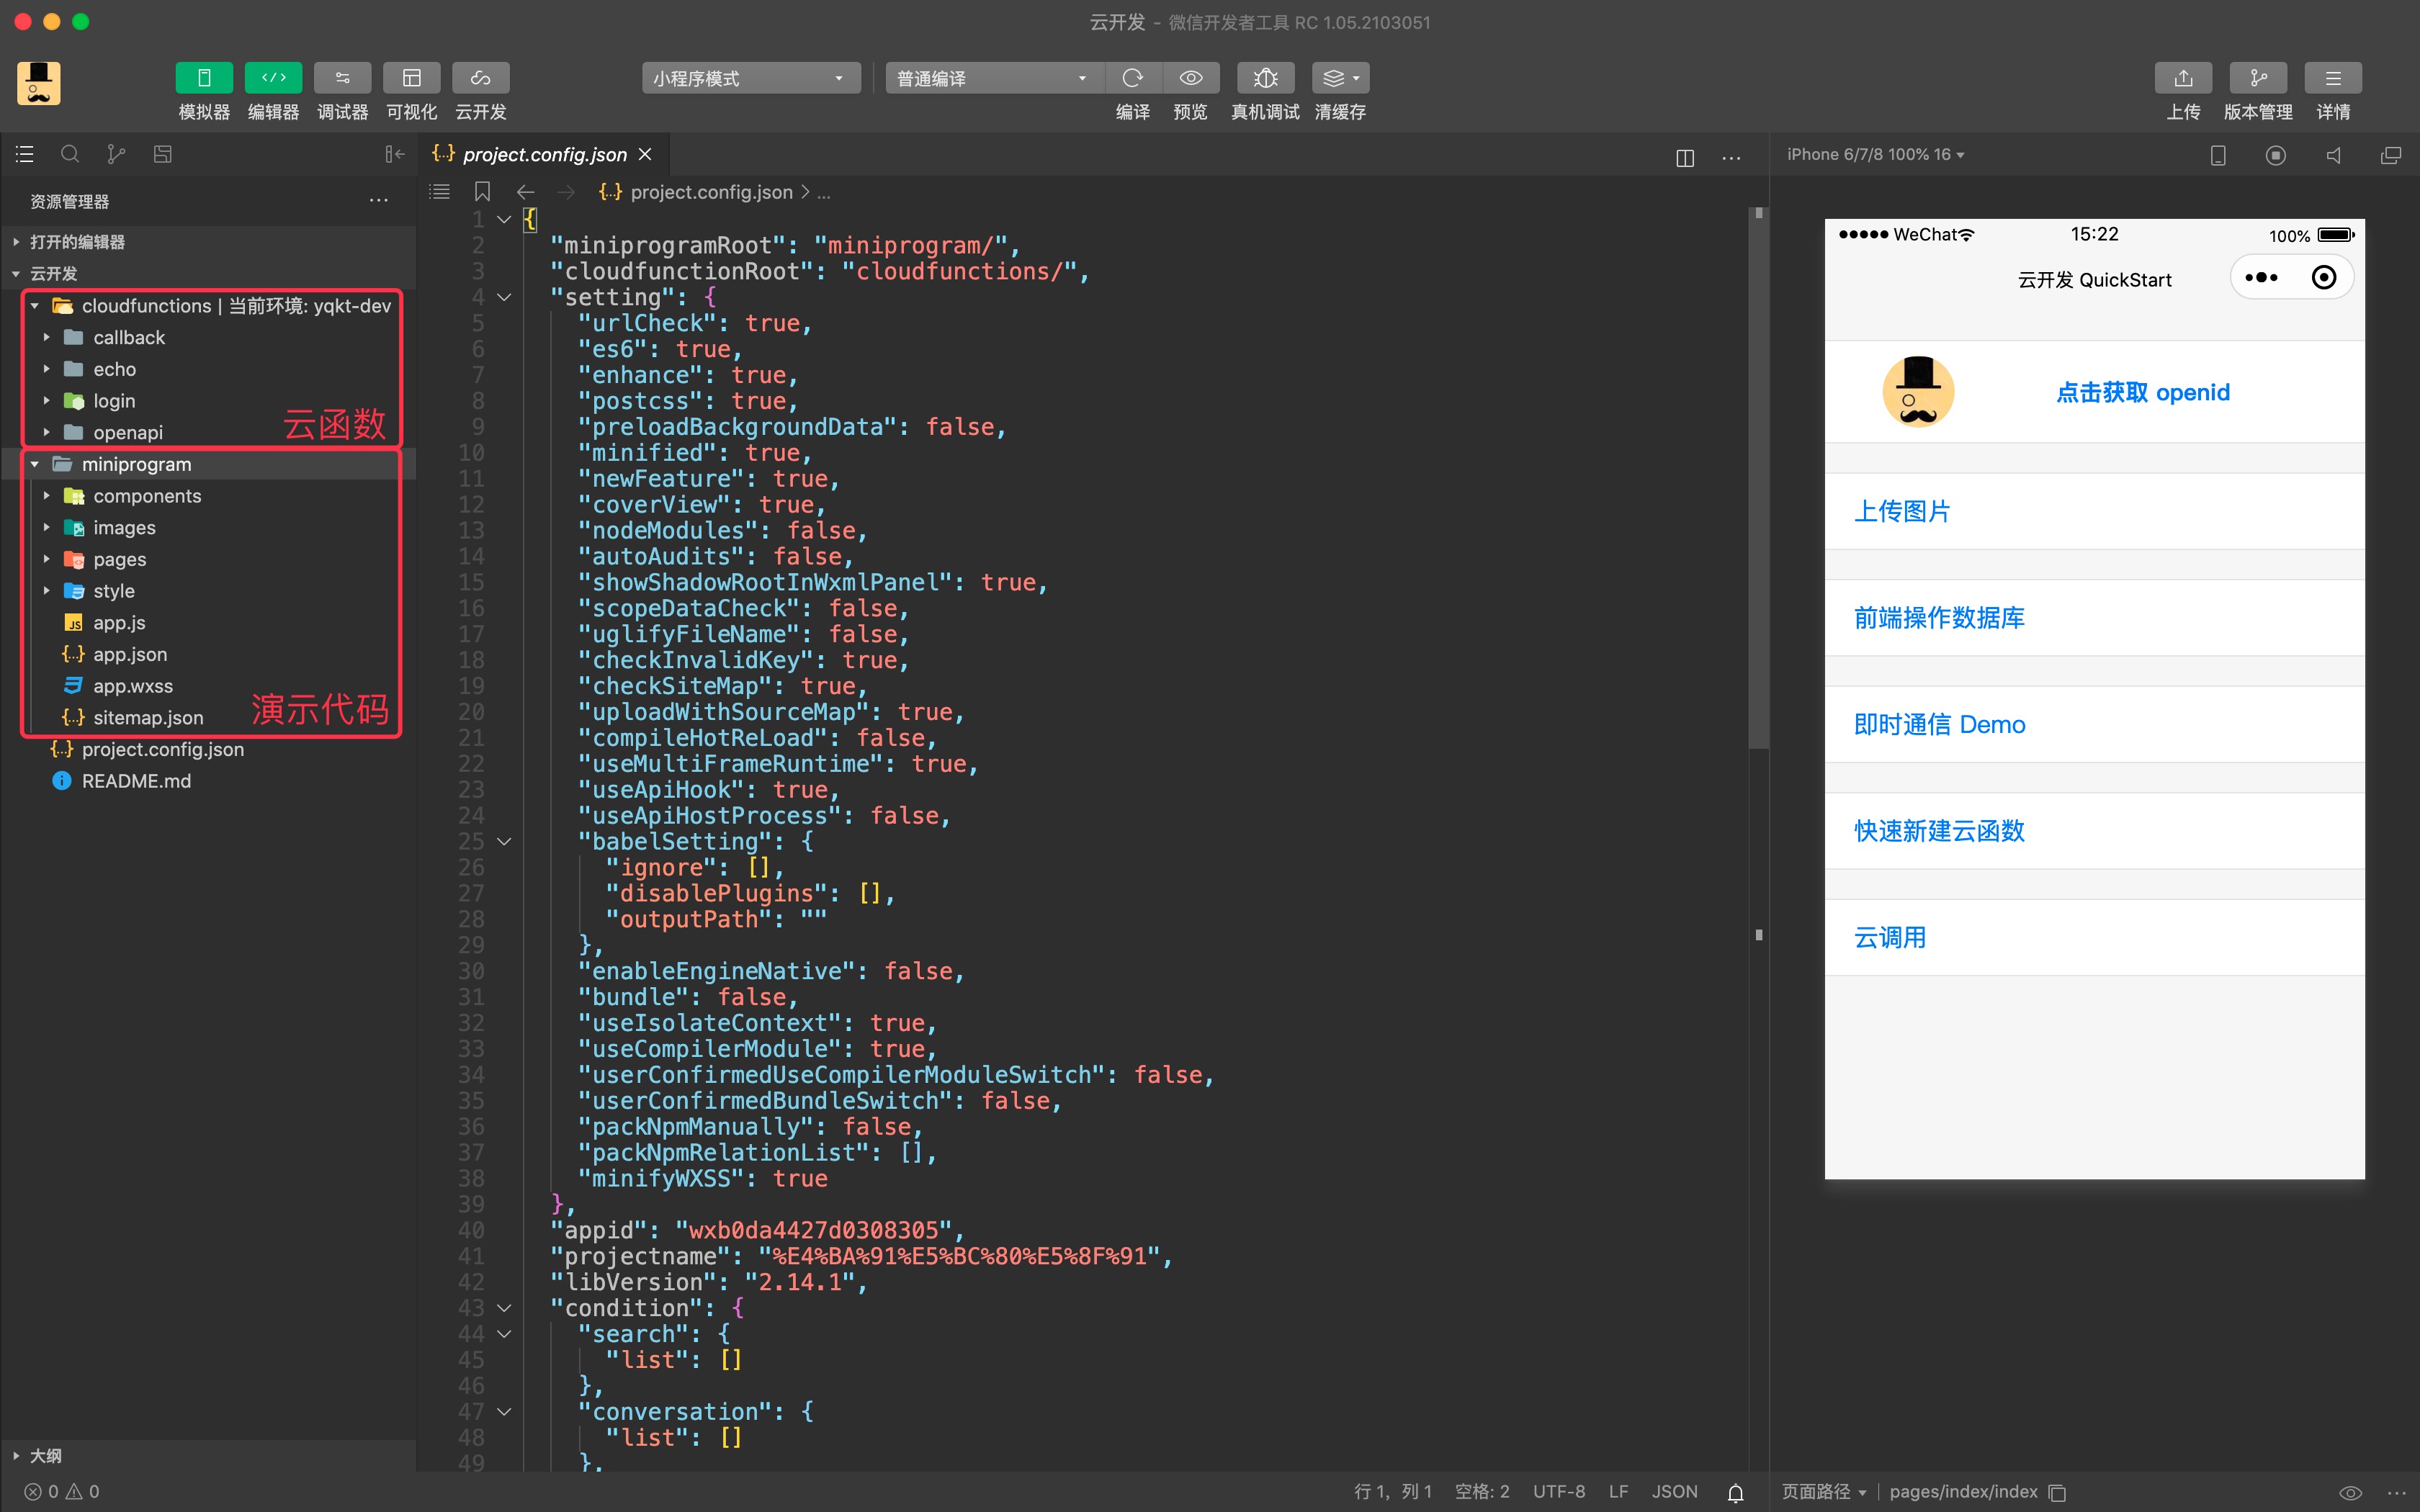 云开发 - 微信开发者工具 RC 1.05.2103051
模拟器
编辑器
调试器
可视化
云开发
小程序模式
普通编译
编译
预览
真机调试
清缓存
上传
版本管理
详情
资源管理器
打开的编辑器
云开发
cloudfunctions | 当前环境: yqkt-dev
callback
echo
login
openapi
云函数
miniprogram
components
images
pages
style
JS app.js
{..} app.json
app.wxss
{..} sitemap.json
演示代码
{..} project.config.json
README.md
大纲
0 0
{..} project.config.json
{..} project.config.json > ...
1 {
2 "miniprogramRoot": "miniprogram/",
3 "cloudfunctionRoot": "cloudfunctions/",
4 "setting": {
5 "urlCheck": true,
6 "es6": true,
7 "enhance": true,
8 "postcss": true,
9 "preloadBackgroundData": false,
10 "minified": true,
11 "newFeature": true,
12 "coverView": true,
13 "nodeModules": false,
14 "autoAudits": false,
15 "showShadowRootInWxmlPanel": true,
16 "scopeDataCheck": false,
17 "uglifyFileName": false,
18 "checkInvalidKey": true,
19 "checkSiteMap": true,
20 "uploadWithSourceMap": true,
21 "compileHotReLoad": false,
22 "useMultiFrameRuntime": true,
23 "useApiHook": true,
24 "useApiHostProcess": false,
25 "babelSetting": {
26 "ignore": [],
27 "disablePlugins": [],
28 "outputPath": ""
29 },
30 "enableEngineNative": false,
31 "bundle": false,
32 "useIsolateContext": true,
33 "useCompilerModule": true,
34 "userConfirmedUseCompilerModuleSwitch": false,
35 "userConfirmedBundleSwitch": false,
36 "packNpmManually": false,
37 "packNpmRelationList": [],
38 "minifyWXSS": true
39 },
40 "appid": "wxb0da4427d0308305",
41 "projectname": "%E4%BA%91%E5%BC%80%E5%8F%91",
42 "libVersion": "2.14.1",
43 "condition": {
44 "search": {
45 "list": []
46 },
47 "conversation": {
48 "list": []
49 },
行 1，列 1 空格: 2 UTF-8 LF JSON
iPhone 6/7/8 100% 16
WeChat 15:22 100%
云开发 QuickStart
点击获取 openid
上传图片
前端操作数据库
即时通信 Demo
快速新建云函数
云调用
页面路径 pages/index/index